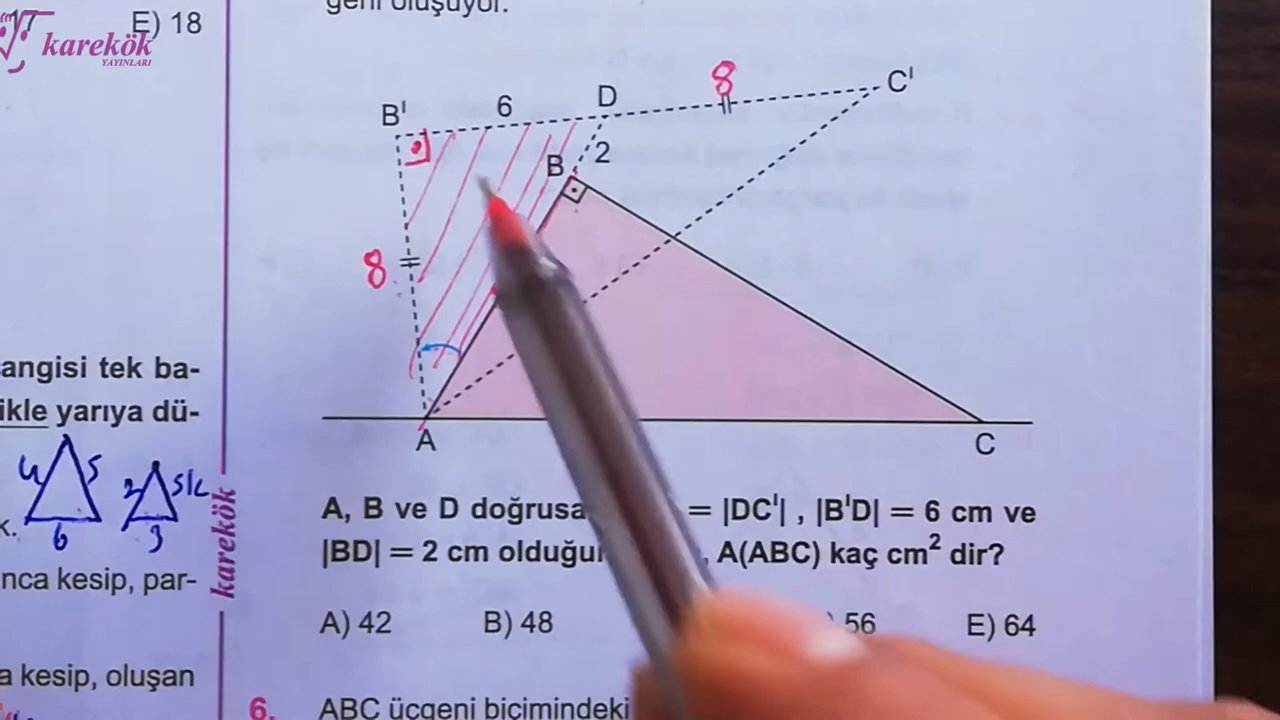 17 E) 18
karekök
YAYINLARI
geni oluşuyor.
B' 6 D 8 C'
B 2
8
A C
angisi tek ba-
ikle yarıya dü-
4 5
6 3
karekök
nca kesip, par-
a kesip, oluşan
A, B ve D doğrusa = |DC'| , |B'D| = 6 cm ve
|BD| = 2 cm olduğu , A(ABC) kaç cm² dir?
A) 42 B) 48 56 E) 64
6. ABC üçgeni biçimindeki